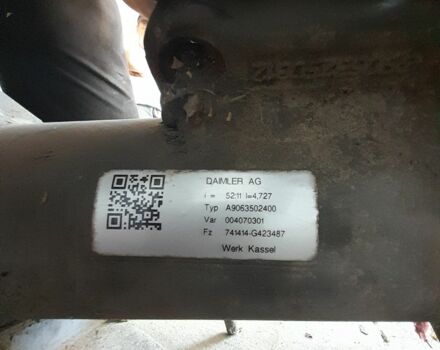 DAIMLER AG
i = 52:11 I=4,727
Typ A9063502400
Var 004070301
Fz 741414-G423487
Werk Kassel